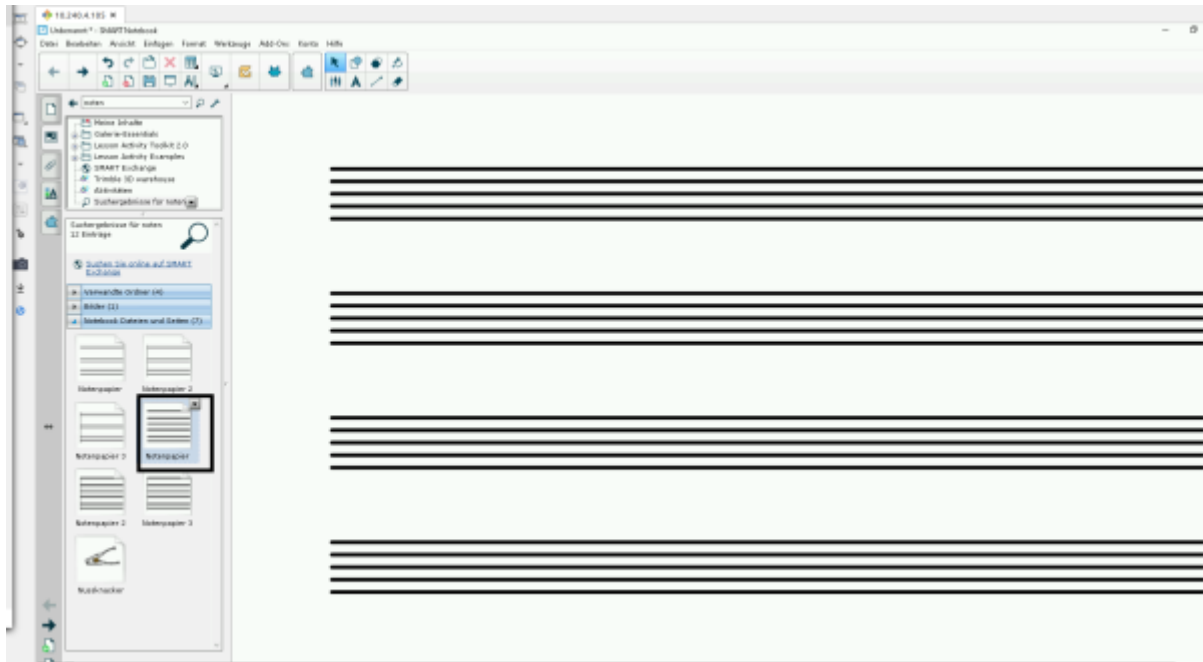 10.240.4.105
Unbenannt* - SMART Notebook
Datei Bearbeiten Ansicht Einfügen Format Werkzeuge Add-Ons Konto Hilfe
noten
Meine Inhalte
Galerie-Essentials
Lesson Activity Toolkit 2.0
Lesson Activity Examples
SMART Exchange
Trimble 3D warehouse
Aktivitäten
Suchergebnisse für noten
Suchergebnisse für noten
12 Einträge
Suchen Sie online auf SMART
Exchange
Verwandte Ordner (4)
Bilder (1)
Notebook Dateien und Seiten (7)
Notenpapier Notenpapier 2
Notenpapier 3 Notenpapier
Notenpapier 2 Notenpapier 3
Nussknacker